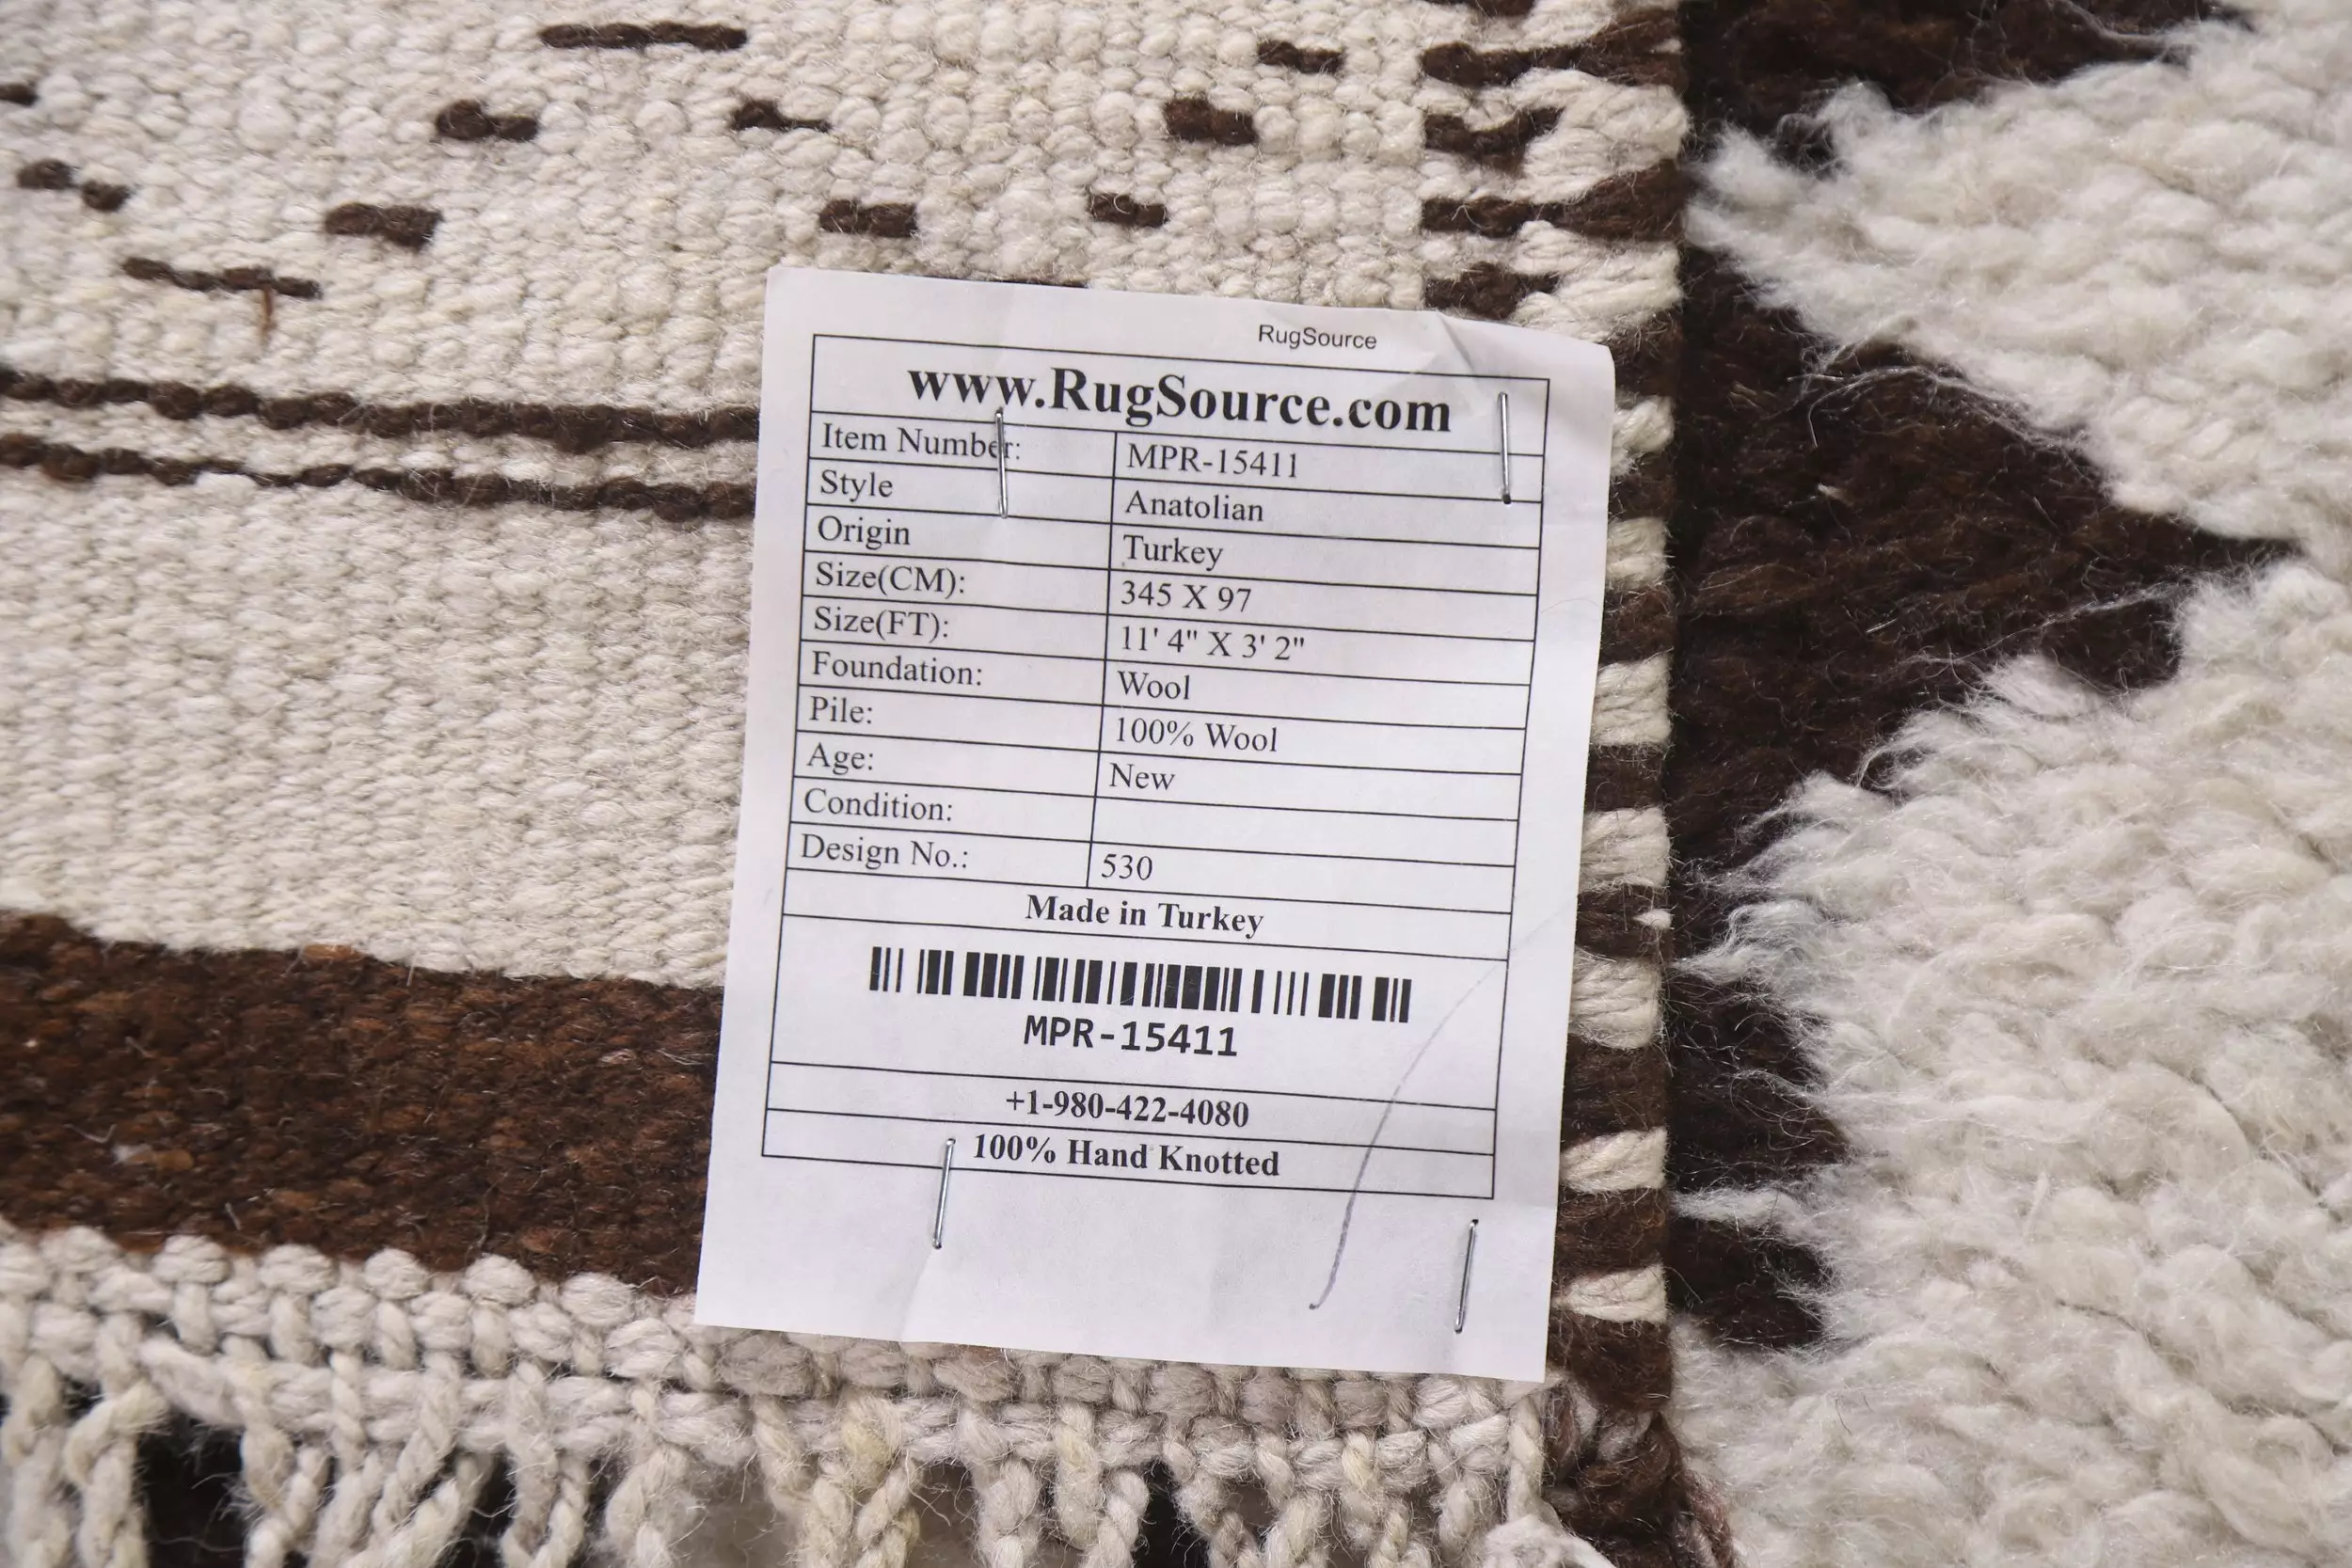 RugSource
www.RugSource.com
Item Number: MPR-15411
Style Anatolian
Origin Turkey
Size(CM): 345 X 97
Size(FT): 11' 4" X 3' 2"
Foundation: Wool
Pile: 100% Wool
Age: New
Condition:
Design No.: 530
Made in Turkey
MPR-15411
+1-980-422-4080
100% Hand Knotted